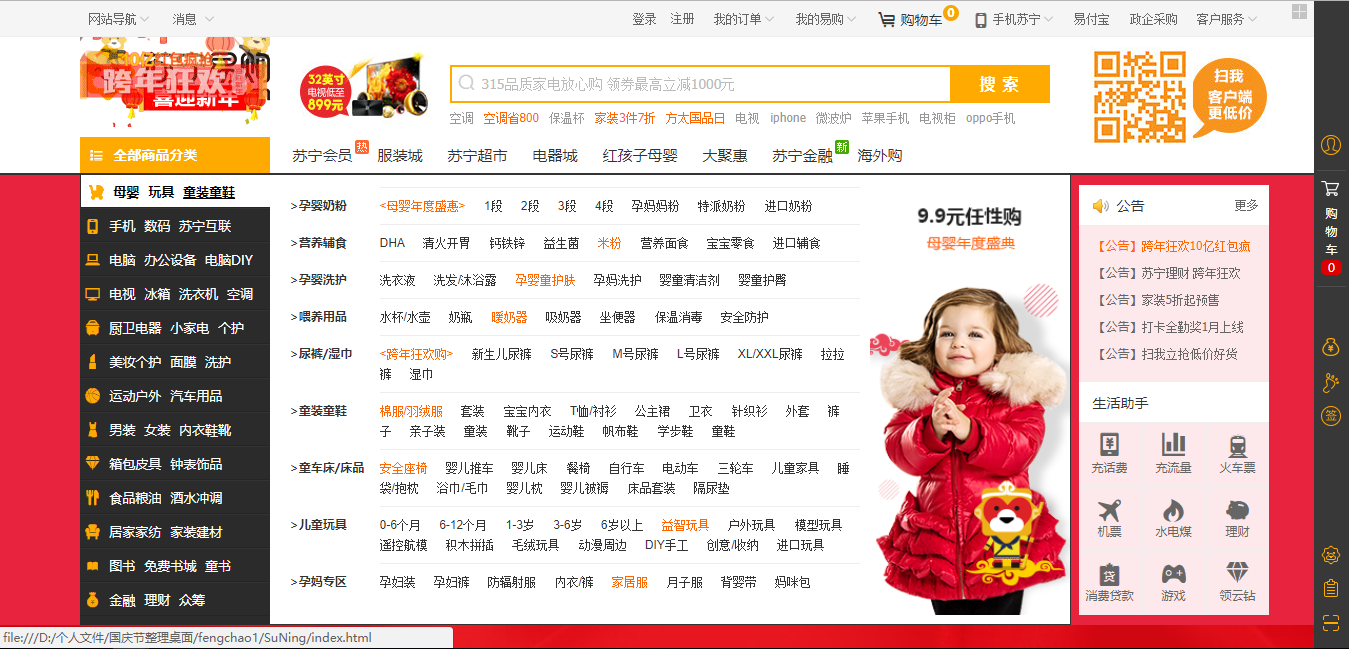 网站导航 消息 登录 注册 我的订单 我的易购 购物车 0 手机苏宁 易付宝 政企采购 客户服务
跨年狂欢
喜迎新年
32英寸
电视低至
899元
315品质家电放心购 领券最高立减1000元 搜索
空调 空调省800 保温杯 家装3件7折 方太国品日 电视 iphone 微波炉 苹果手机 电视柜 oppo手机
扫我
客户端
更低价
全部商品分类 苏宁会员 热 服装城 苏宁超市 电器城 红孩子母婴 大聚惠 苏宁金融 新 海外购
母婴 玩具 童装童鞋
手机 数码 苏宁互联
电脑 办公设备 电脑DIY
电视 冰箱 洗衣机 空调
厨卫电器 小家电 个护
美妆个护 面膜 洗护
运动户外 汽车用品
男装 女装 内衣鞋靴
箱包皮具 钟表饰品
食品粮油 酒水冲调
居家家纺 家装建材
图书 免费书城 童书
金融 理财 众筹
>孕婴奶粉 <母婴年度盛惠> 1段 2段 3段 4段 孕妈妈粉 特派奶粉 进口奶粉
>营养辅食 DHA 清火开胃 钙铁锌 益生菌 米粉 营养面食 宝宝零食 进口辅食
>孕婴洗护 洗衣液 洗发/沐浴露 孕婴童护肤 孕妈洗护 婴童清洁剂 婴童护臀
>喂养用品 水杯/水壶 奶瓶 暖奶器 吸奶器 坐便器 保温消毒 安全防护
>尿裤/湿巾 <跨年狂欢购> 新生儿尿裤 S号尿裤 M号尿裤 L号尿裤 XL/XXL尿裤 拉拉
裤 湿巾
>童装童鞋 棉服/羽绒服 套装 宝宝内衣 T恤/衬衫 公主裙 卫衣 针织衫 外套 裤
子 亲子装 童装 靴子 运动鞋 帆布鞋 学步鞋 童鞋
>童车床/床品 安全座椅 婴儿推车 婴儿床 餐椅 自行车 电动车 三轮车 儿童家具 睡
袋/抱枕 浴巾/毛巾 婴儿枕 婴儿被褥 床品套装 隔尿垫
>儿童玩具 0-6个月 6-12个月 1-3岁 3-6岁 6岁以上 益智玩具 户外玩具 模型玩具
遥控航模 积木拼插 毛绒玩具 动漫周边 DIY手工 创意/收纳 进口玩具
>孕妈专区 孕妇装 孕妇裤 防辐射服 内衣/裤 家居服 月子服 背婴带 妈咪包
9.9元任性购
母婴年度盛典
公告 更多
【公告】跨年狂欢10亿红包疯
【公告】苏宁理财 跨年狂欢
【公告】家装5折起预售
【公告】打卡全勤奖1月上线
【公告】扫我立抢低价好货
生活助手
充话费 充流量 火车票
机票 水电煤 理财
贷
消费贷款 游戏 领云钻
购
物
车
0
签
file:///D:/个人文件/国庆节整理桌面/fengchao1/SuNing/index.html